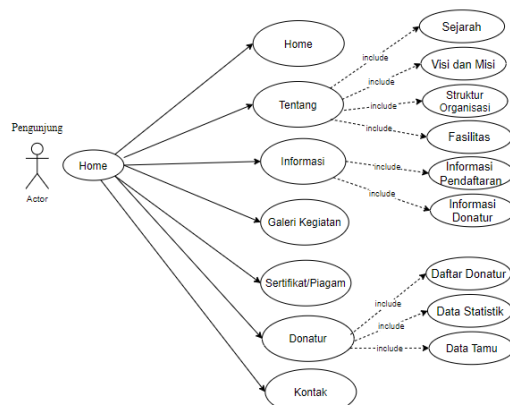 Pengunjung
Actor
Home
Home
Tentang
Informasi
Galeri Kegiatan
Sertifikat/Piagam
Donatur
Kontak
include
include
include
include
include
include
include
include
include
Sejarah
Visi dan Misi
Struktur
Organisasi
Fasilitas
Informasi
Pendaftaran
Informasi
Donatur
Daftar Donatur
Data Statistik
Data Tamu